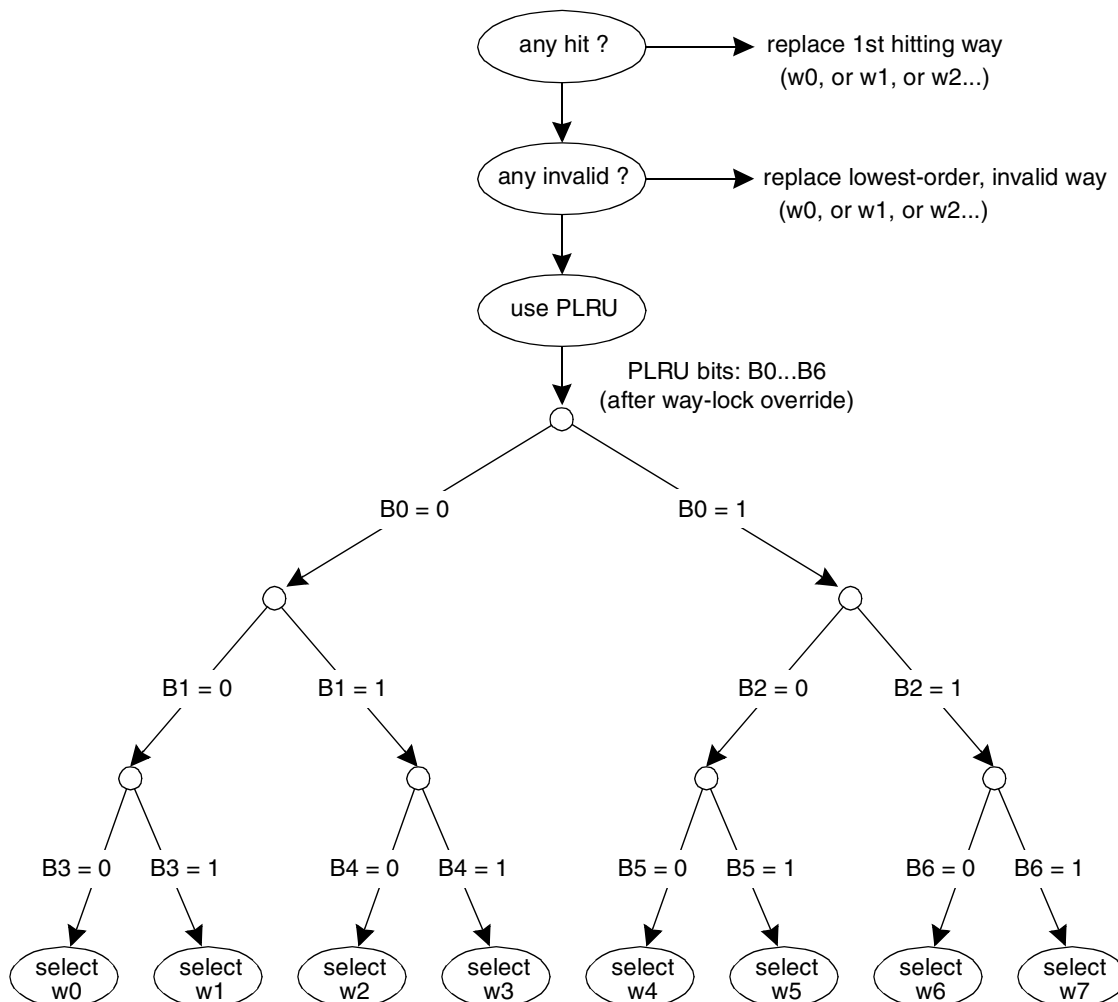 any hit ?
replace 1st hitting way
(w0, or w1, or w2...)
any invalid ?
replace lowest-order, invalid way
(w0, or w1, or w2...)
use PLRU
PLRU bits: B0...B6
(after way-lock override)
B0 = 0
B0 = 1
B1 = 0
B1 = 1
B2 = 0
B2 = 1
B3 = 0
B3 = 1
B4 = 0
B4 = 1
B5 = 0
B5 = 1
B6 = 0
B6 = 1
select
w0
select
w1
select
w2
select
w3
select
w4
select
w5
select
w6
select
w7